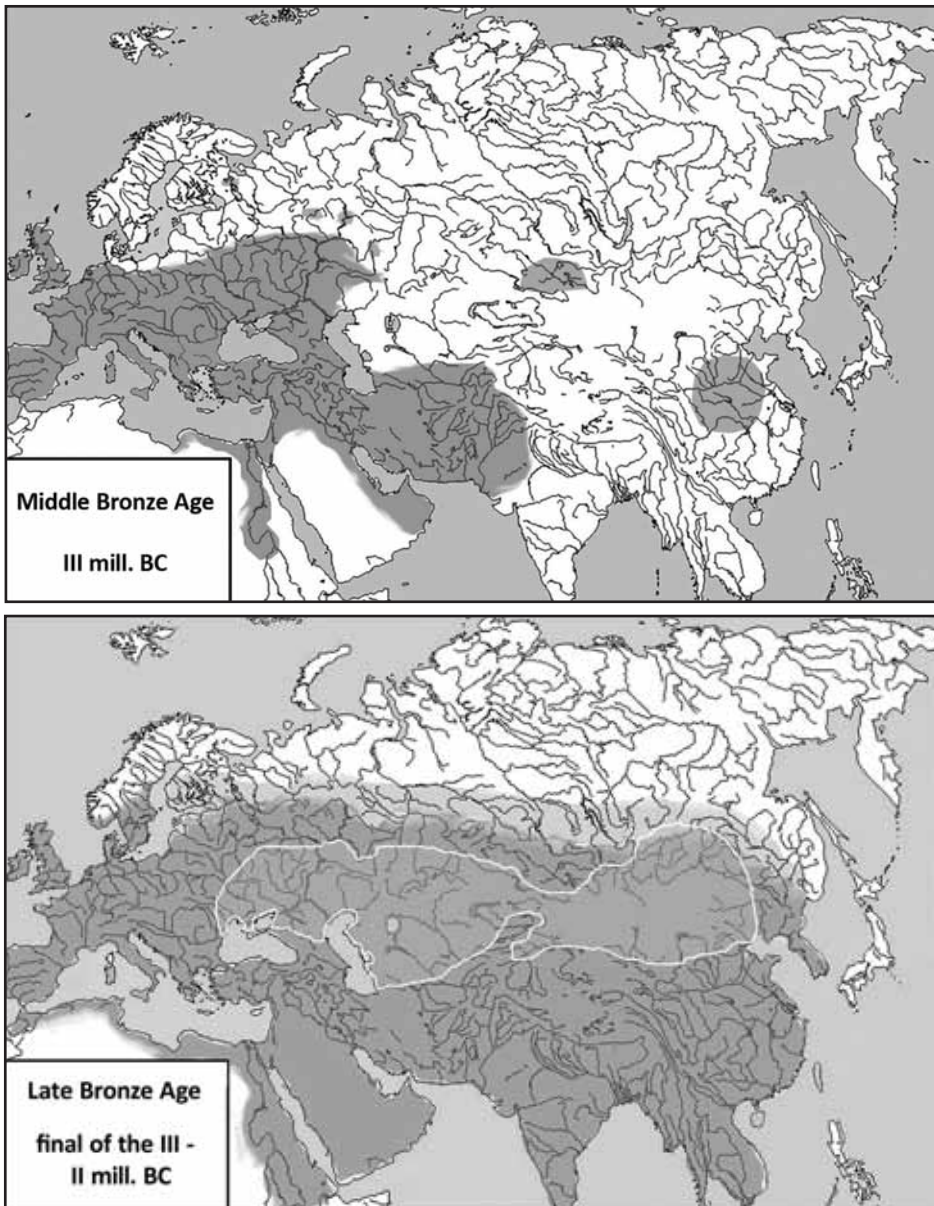 Middle Bronze Age
III mill. BC
Late Bronze Age
final of the III -
II mill. BC